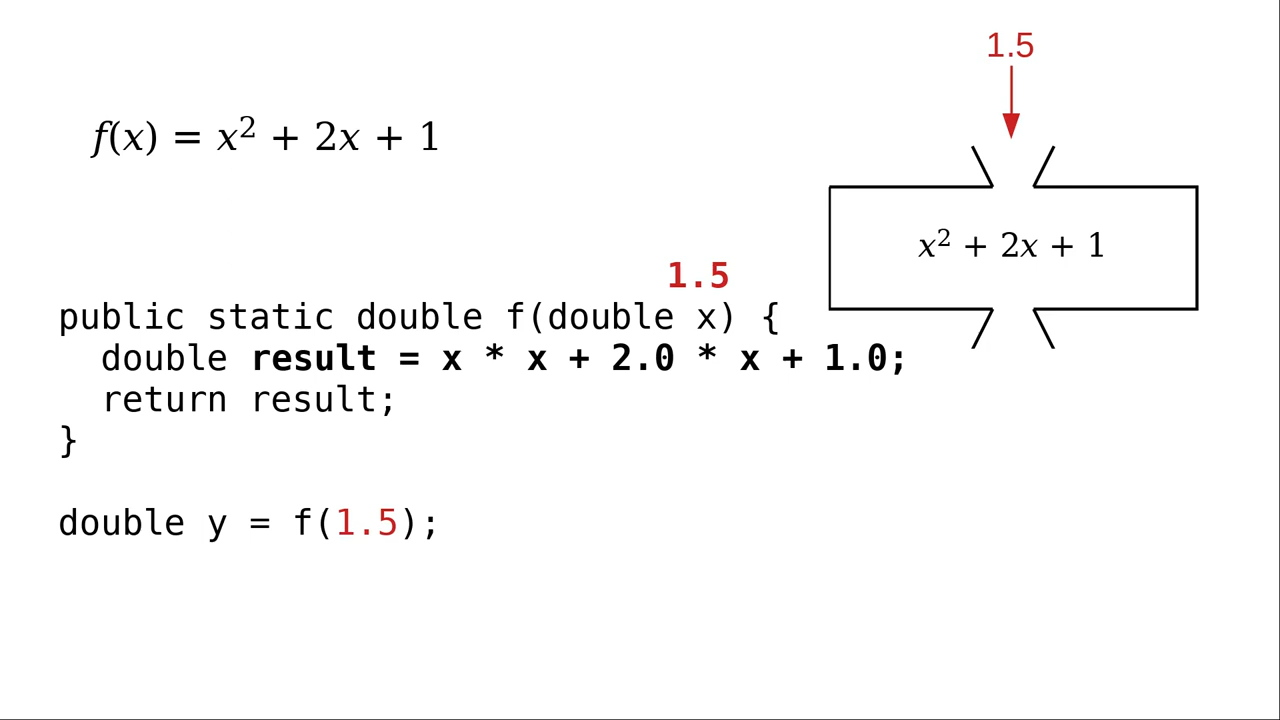 1.5
f(x) = x² + 2x + 1
x² + 2x + 1
1.5
public static double f(double x) {
  double result = x * x + 2.0 * x + 1.0;
  return result;
}
double y = f(1.5);